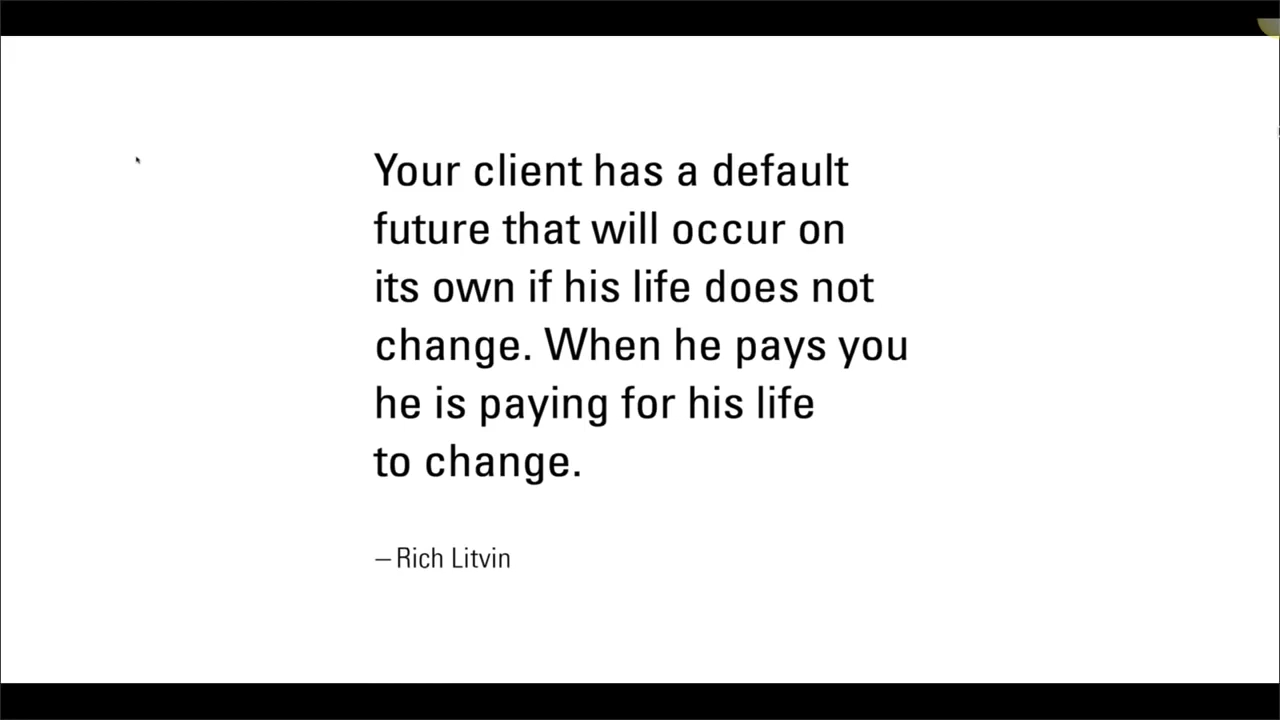 Your client has a default
future that will occur on
its own if his life does not
change. When he pays you
he is paying for his life
to change.
—Rich Litvin